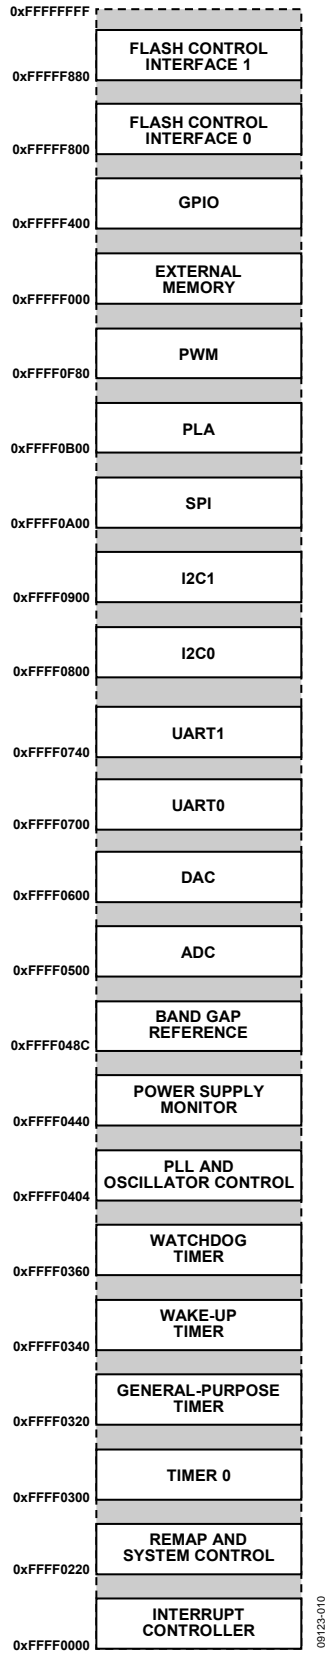 0xFFFFFFFF
FLASH CONTROL
INTERFACE 1
0xFFFFF880
FLASH CONTROL
INTERFACE 0
0xFFFFF800
GPIO
0xFFFFF400
EXTERNAL
MEMORY
0xFFFFF000
PWM
0xFFFF0F80
PLA
0xFFFF0B00
SPI
0xFFFF0A00
I2C1
0xFFFF0900
I2C0
0xFFFF0800
UART1
0xFFFF0740
UART0
0xFFFF0700
DAC
0xFFFF0600
ADC
0xFFFF0500
BAND GAP
REFERENCE
0xFFFF048C
POWER SUPPLY
MONITOR
0xFFFF0440
PLL AND
OSCILLATOR CONTROL
0xFFFF0404
WATCHDOG
TIMER
0xFFFF0360
WAKE-UP
TIMER
0xFFFF0340
GENERAL-PURPOSE
TIMER
0xFFFF0320
TIMER 0
0xFFFF0300
REMAP AND
SYSTEM CONTROL
0xFFFF0220
INTERRUPT
CONTROLLER
0xFFFF0000
09123-010